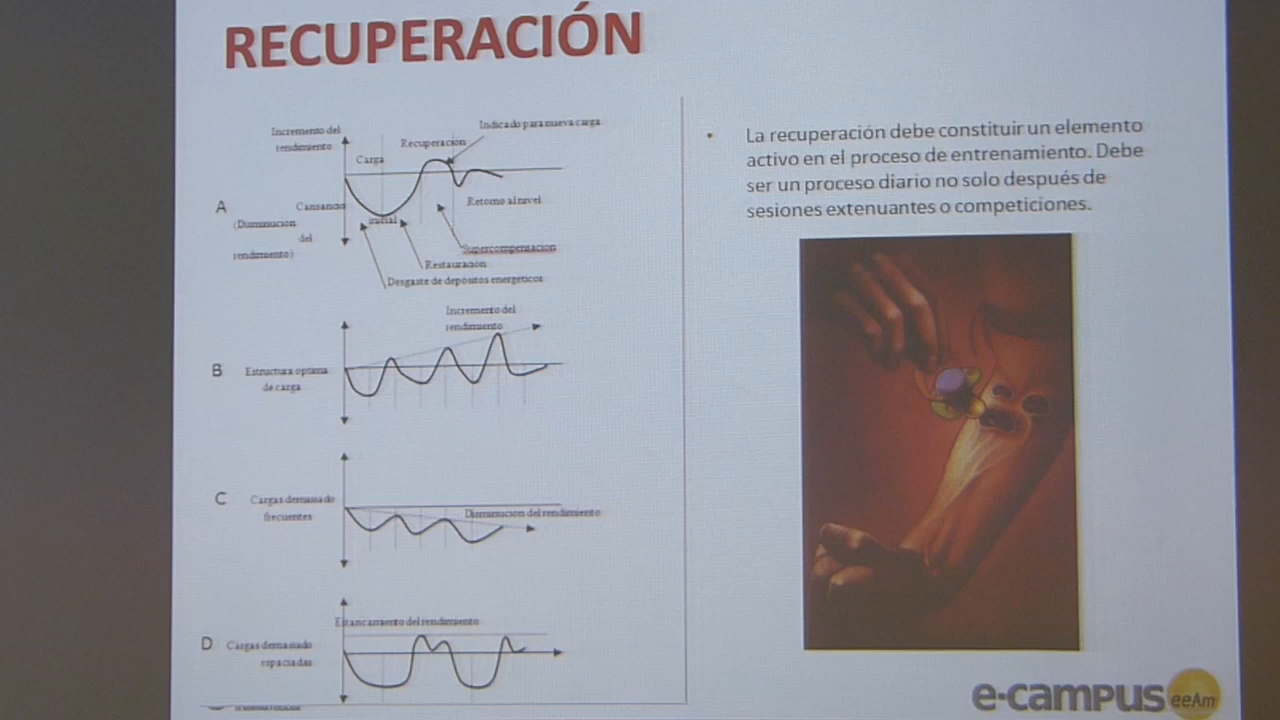 RECUPERACIÓN
Incremento del
rendimiento
Indicado para nueva carga
Recuperación
Carga
A
Cansancio
(Disminución
del
rendimiento)
inicial
Retorno al nivel
Supercompensación
Restauración
Desgaste de depósitos energéticos
Incremento del
rendimiento
B
Estructura optima
de carga
C
Cargas demasiado
frecuentes
Disminución del rendimiento
Estancamiento del rendimiento
D
Cargas demasiado
espaciadas
• La recuperación debe constituir un elemento
activo en el proceso de entrenamiento. Debe
ser un proceso diario no solo después de
sesiones extenuantes o competiciones.
e-campus eeAm